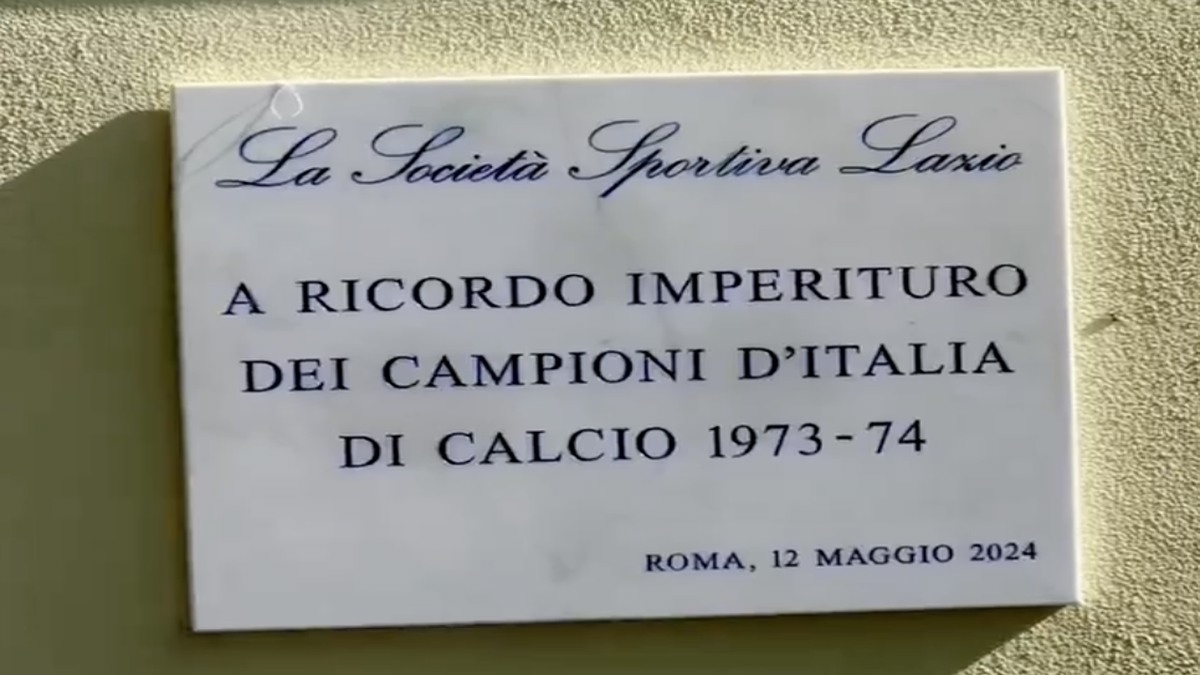 La Società Sportiva Lazio
A RICORDO IMPERITURO
DEI CAMPIONI D'ITALIA
DI CALCIO 1973-74
ROMA, 12 MAGGIO 2024